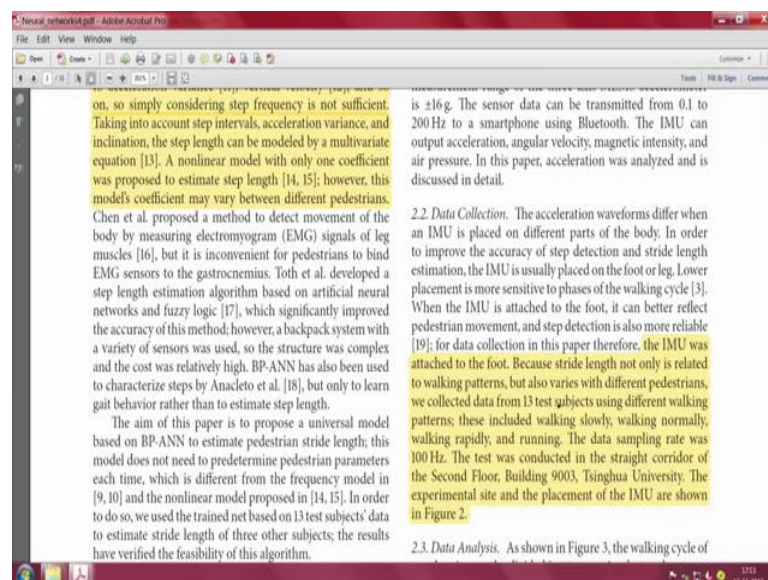 Neural_networks4.pdf - Adobe Acrobat Pro
File Edit View Window Help
Open Create Customize
1 80% Tools Fill & Sign Comment
to acceleration variance [11], vertical velocity [12], and so
on, so simply considering step frequency is not sufficient.
Taking into account step intervals, acceleration variance, and
inclination, the step length can be modeled by a multivariate
equation [13]. A nonlinear model with only one coefficient
was proposed to estimate step length [14, 15]; however, this
model's coefficient may vary between different pedestrians.
Chen et al. proposed a method to detect movement of the
body by measuring electromyogram (EMG) signals of leg
muscles [16], but it is inconvenient for pedestrians to bind
EMG sensors to the gastrocnemius. Toth et al. developed a
step length estimation algorithm based on artificial neural
networks and fuzzy logic [17], which significantly improved
the accuracy of this method; however, a backpack system with
a variety of sensors was used, so the structure was complex
and the cost was relatively high. BP-ANN has also been used
to characterize steps by Anacleto et al. [18], but only to learn
gait behavior rather than to estimate step length.
The aim of this paper is to propose a universal model
based on BP-ANN to estimate pedestrian stride length; this
model does not need to predetermine pedestrian parameters
each time, which is different from the frequency model in
[9, 10] and the nonlinear model proposed in [14, 15]. In order
to do so, we used the trained net based on 13 test subjects' data
to estimate stride length of three other subjects; the results
have verified the feasibility of this algorithm.
measurement range of the
is ±16 g. The sensor data can be transmitted from 0.1 to
200 Hz to a smartphone using Bluetooth. The IMU can
output acceleration, angular velocity, magnetic intensity, and
air pressure. In this paper, acceleration was analyzed and is
discussed in detail.
2.2. Data Collection. The acceleration waveforms differ when
an IMU is placed on different parts of the body. In order
to improve the accuracy of step detection and stride length
estimation, the IMU is usually placed on the foot or leg. Lower
placement is more sensitive to phases of the walking cycle [3].
When the IMU is attached to the foot, it can better reflect
pedestrian movement, and step detection is also more reliable
[19]; for data collection in this paper therefore, the IMU was
attached to the foot. Because stride length not only is related
to walking patterns, but also varies with different pedestrians,
we collected data from 13 test subjects using different walking
patterns; these included walking slowly, walking normally,
walking rapidly, and running. The data sampling rate was
100 Hz. The test was conducted in the straight corridor of
the Second Floor, Building 9003, Tsinghua University. The
experimental site and the placement of the IMU are shown
in Figure 2.
2.3. Data Analysis. As shown in Figure 3, the walking cycle of
17:13